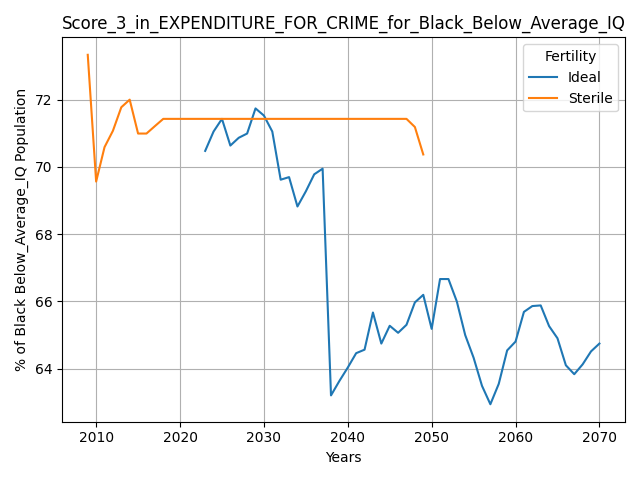 Score_3_in_EXPENDITURE_FOR_CRIME_for_Black_Below_Average_IQ
Fertility
Ideal
Sterile
% of Black Below_Average_IQ Population
72
70
68
66
64
2010 2020 2030 2040 2050 2060 2070
Years